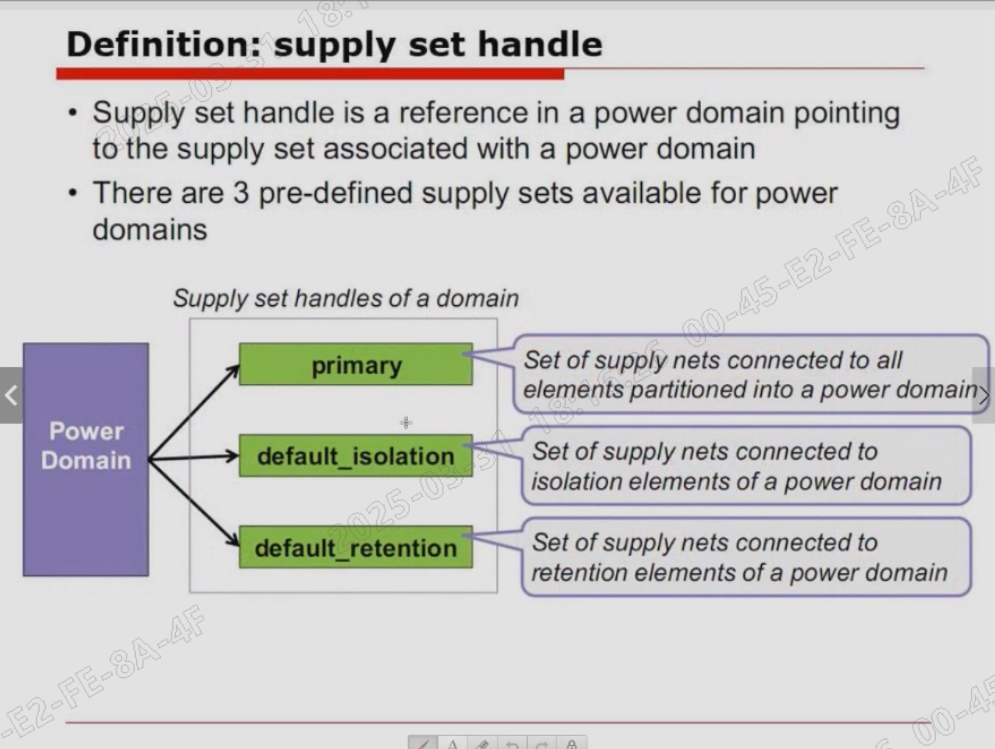 Definition: supply set handle
• Supply set handle is a reference in a power domain pointing
to the supply set associated with a power domain
• There are 3 pre-defined supply sets available for power
domains
Supply set handles of a domain
Power
Domain
primary
Set of supply nets connected to all
elements partitioned into a power domain
default_isolation
Set of supply nets connected to
isolation elements of a power domain
default_retention
Set of supply nets connected to
retention elements of a power domain
2025-03-31 18:1
2025-03-31 18:16:26 00-45-E2-FE-8A-4F
-E2-FE-8A-4F
00-45
A